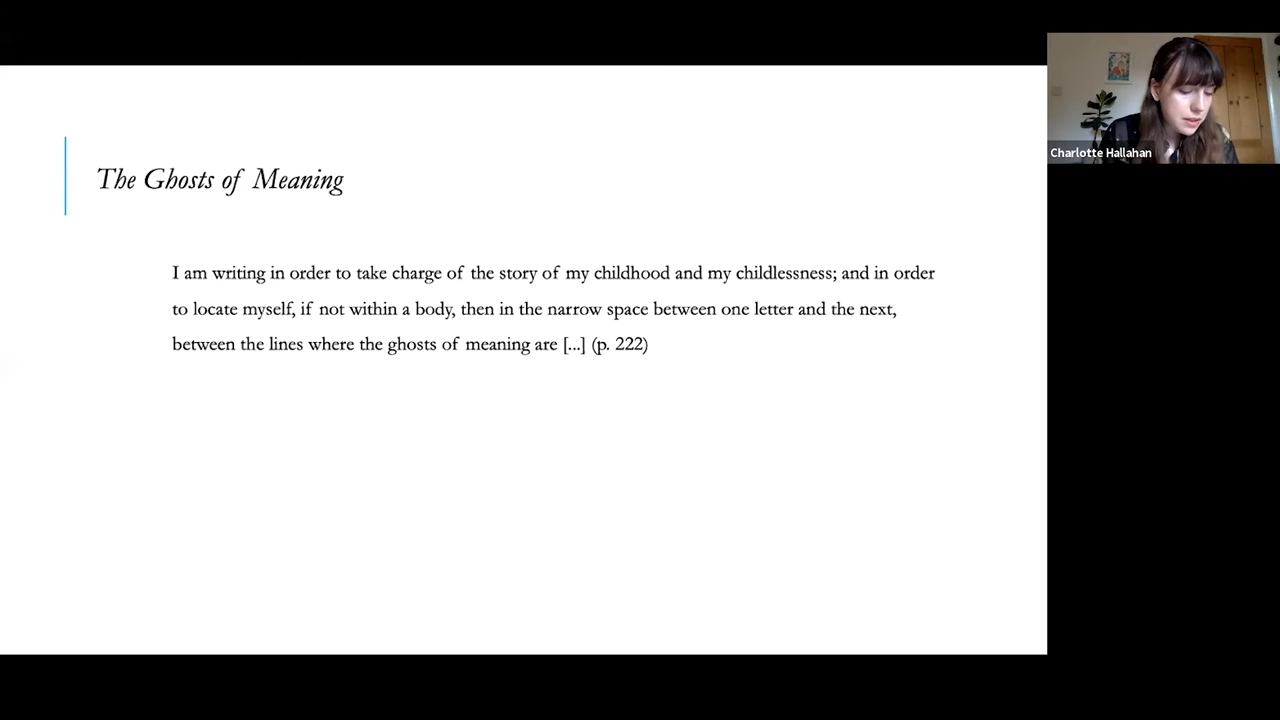 The Ghosts of Meaning
I am writing in order to take charge of the story of my childhood and my childlessness; and in order
to locate myself, if not within a body, then in the narrow space between one letter and the next,
between the lines where the ghosts of meaning are [...] (p. 222)
Charlotte Hallahan